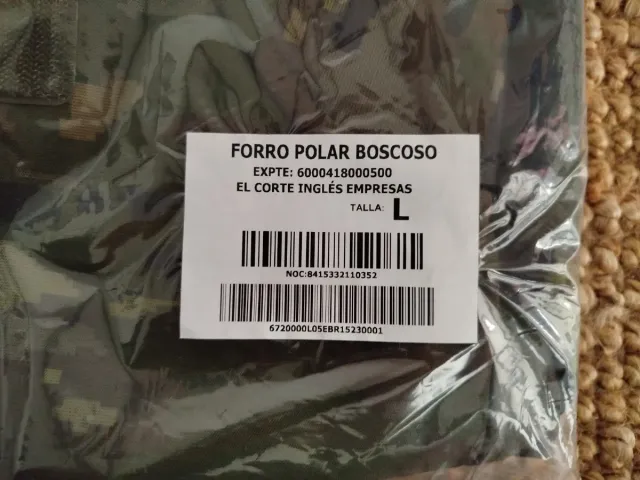 FORRO POLAR BOSCOSO
EXPTE: 6000418000500
EL CORTE INGLÉS EMPRESAS
TALLA: L
NOC:8415332110352
6720000L05EBR15230001